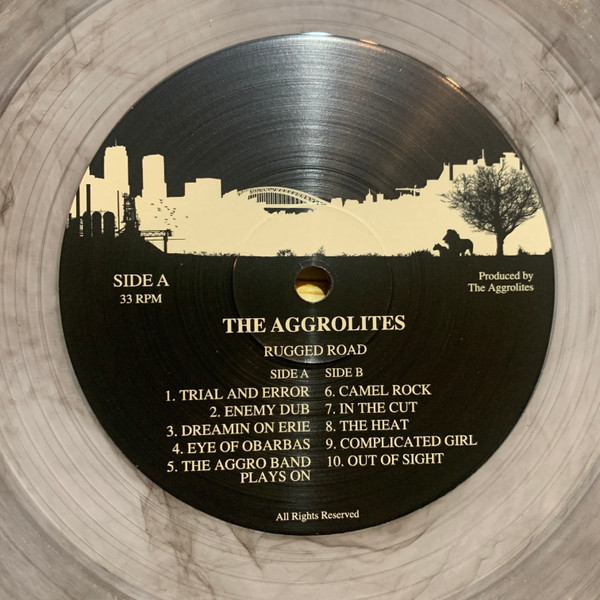 SIDE A
33 RPM
Produced by
The Aggrolites
THE AGGROLITES
RUGGED ROAD
SIDE A
1. TRIAL AND ERROR
2. ENEMY DUB
3. DREAMIN ON ERIE
4. EYE OF OBARBAS
5. THE AGGRO BAND
PLAYS ON
SIDE B
6. CAMEL ROCK
7. IN THE CUT
8. THE HEAT
9. COMPLICATED GIRL
10. OUT OF SIGHT
All Rights Reserved